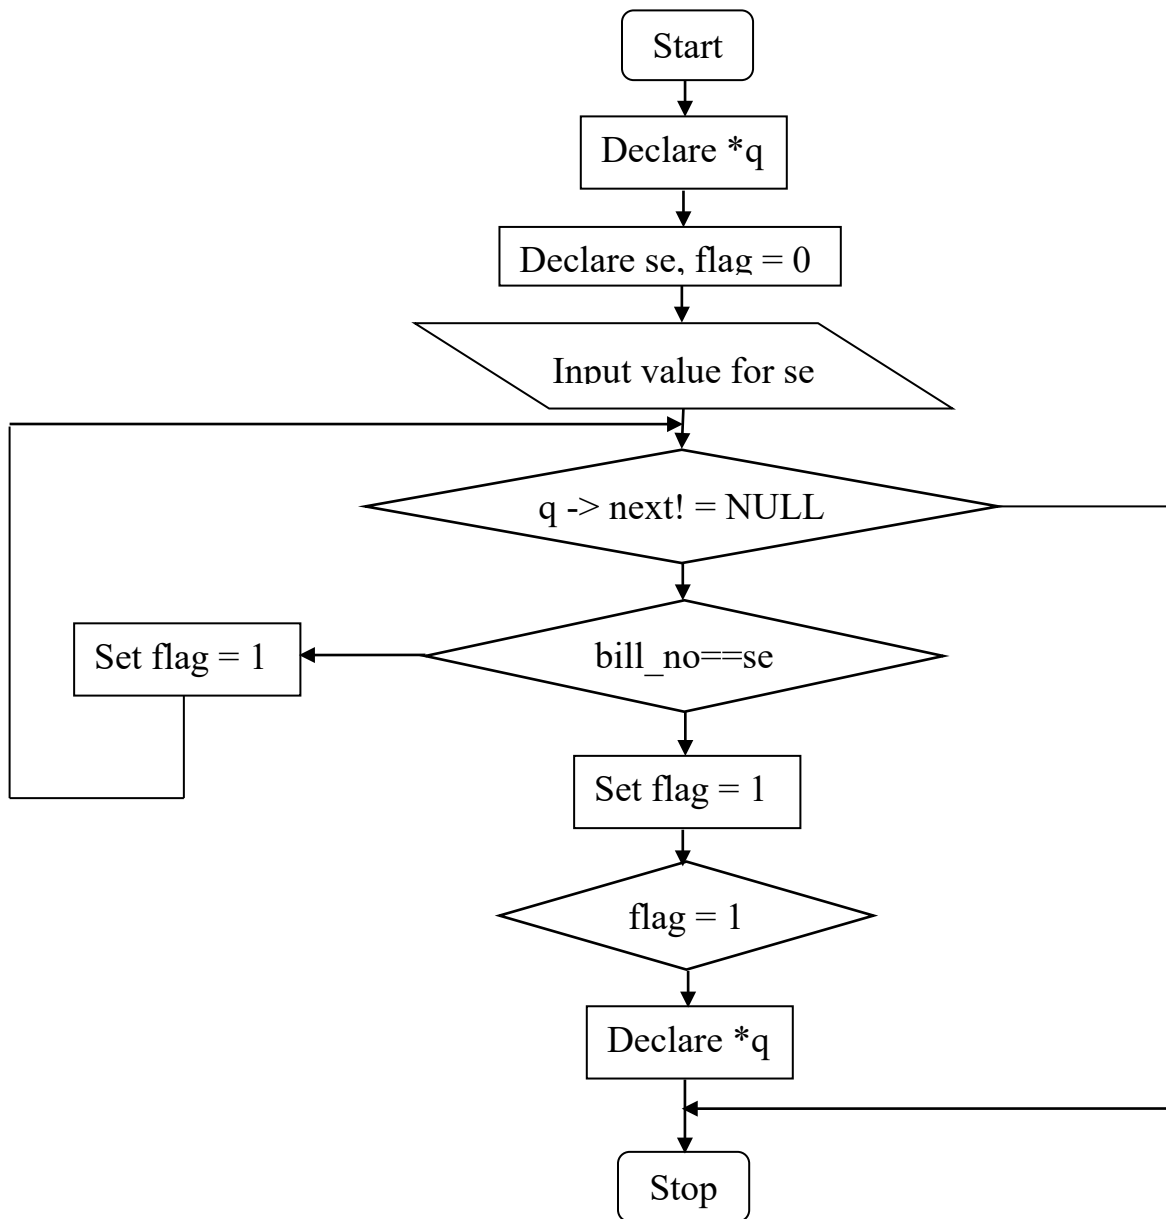 Start
Declare *q
Declare se, flag = 0
Input value for se
q -> next! = NULL
bill_no==se
Set flag = 1
Set flag = 1
flag = 1
Declare *q
Stop